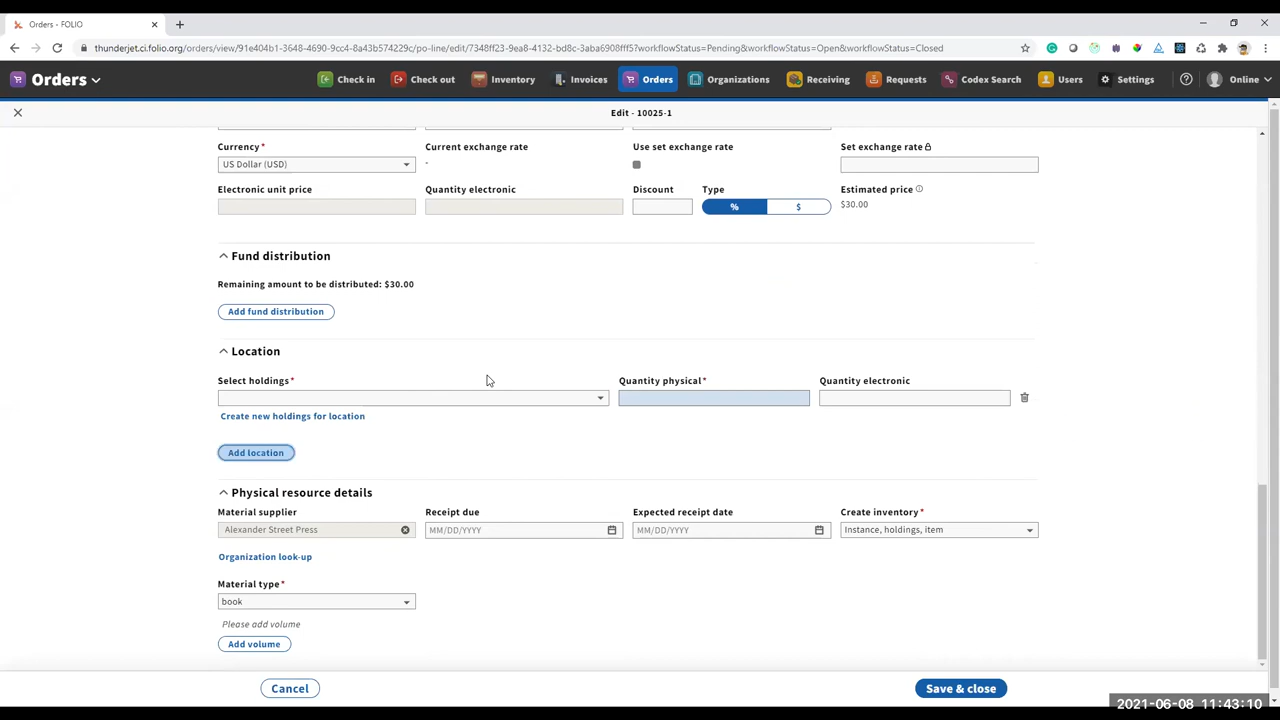 Orders - FOLIO
thunderjet.ci.folio.org/orders/view/91e404b1-3648-4690-9cc4-8a43b574229c/po-line/edit/7348ff23-9ea8-4132-bd8c-3aba6908fff5?workflowStatus=Pending&workflowStatus=Open&workflowStatus=Closed
Orders Check in Check out Inventory Invoices Orders Organizations Receiving Requests Codex Search Users Settings Online
Edit - 10025-1
Currency* Current exchange rate Use set exchange rate Set exchange rate
US Dollar (USD) -
Electronic unit price Quantity electronic Discount Type Estimated price
% $ $30.00
Fund distribution
Remaining amount to be distributed: $30.00
Add fund distribution
Location
Select holdings* Quantity physical* Quantity electronic
Create new holdings for location
Add location
Physical resource details
Material supplier Receipt due Expected receipt date Create inventory*
Alexander Street Press MM/DD/YYYY MM/DD/YYYY Instance, holdings, item
Organization look-up
Material type*
book
Please add volume
Add volume
Cancel Save & close
2021-06-08 11:43:10